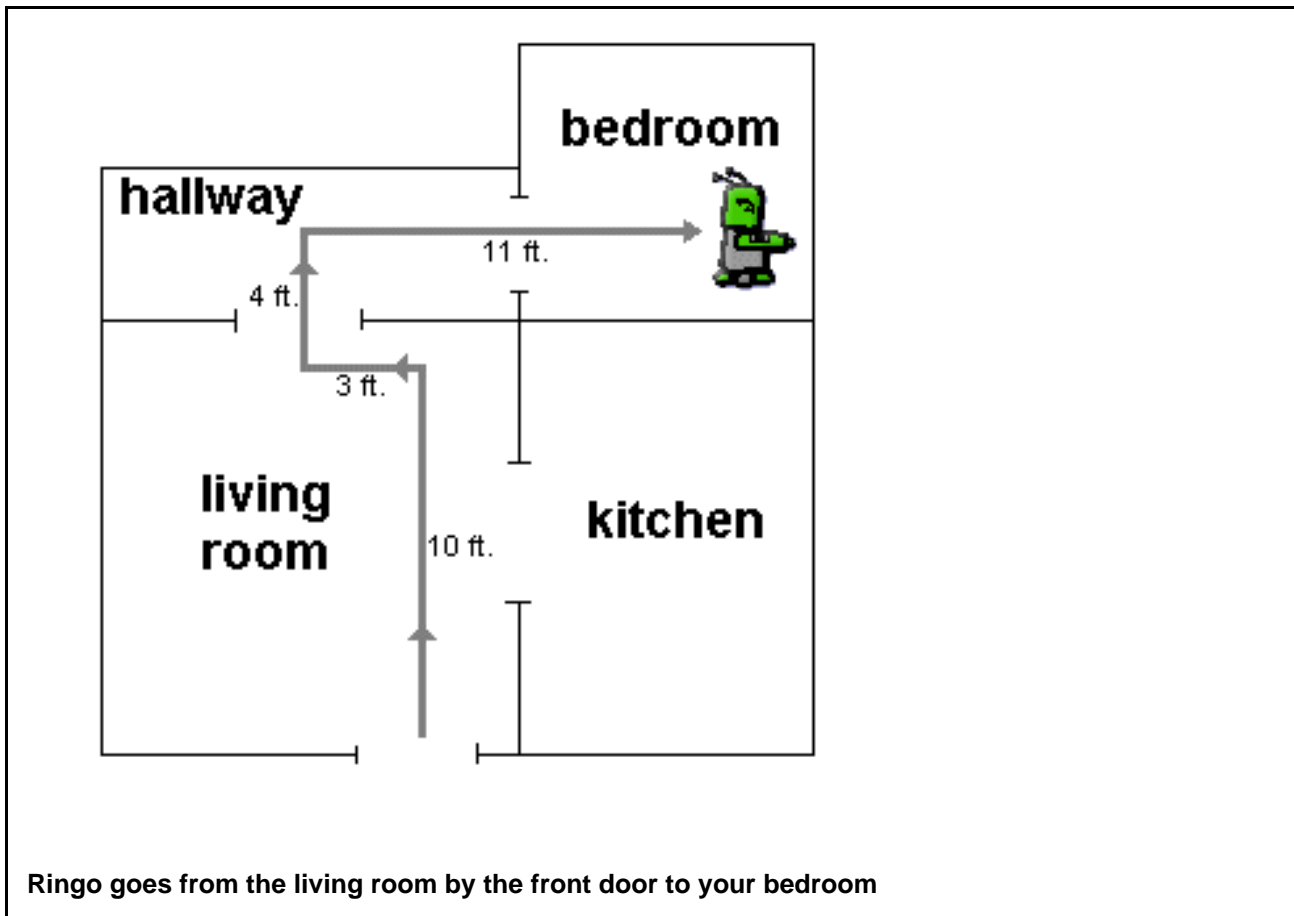 bedroom
hallway
11 ft.
4 ft.
3 ft.
living
room
kitchen
10 ft.
Ringo goes from the living room by the front door to your bedroom